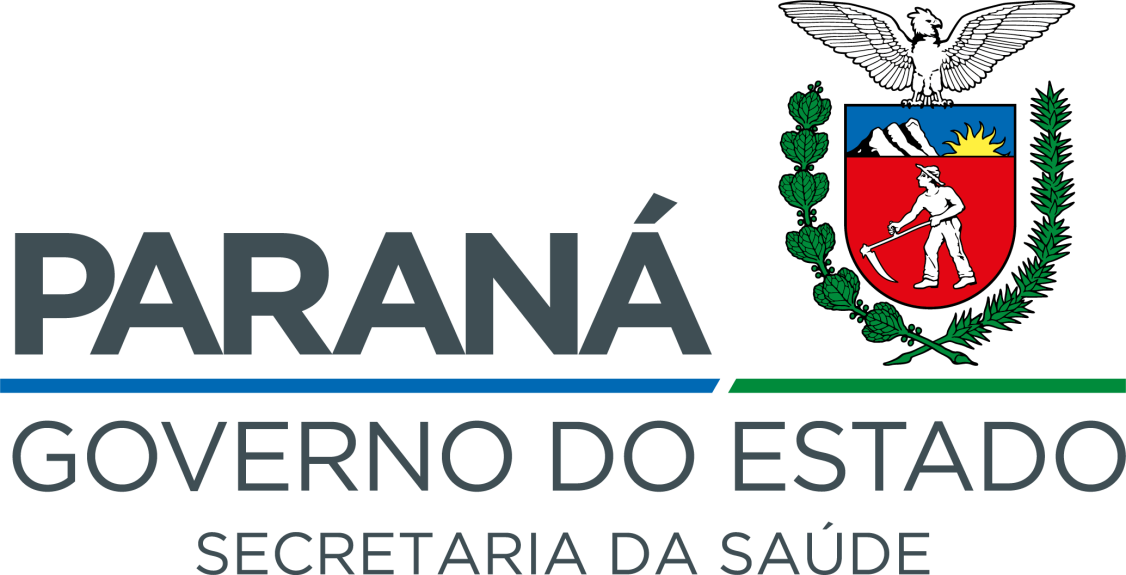 PARANÁ
GOVERNO DO ESTADO
SECRETARIA DA SAÚDE